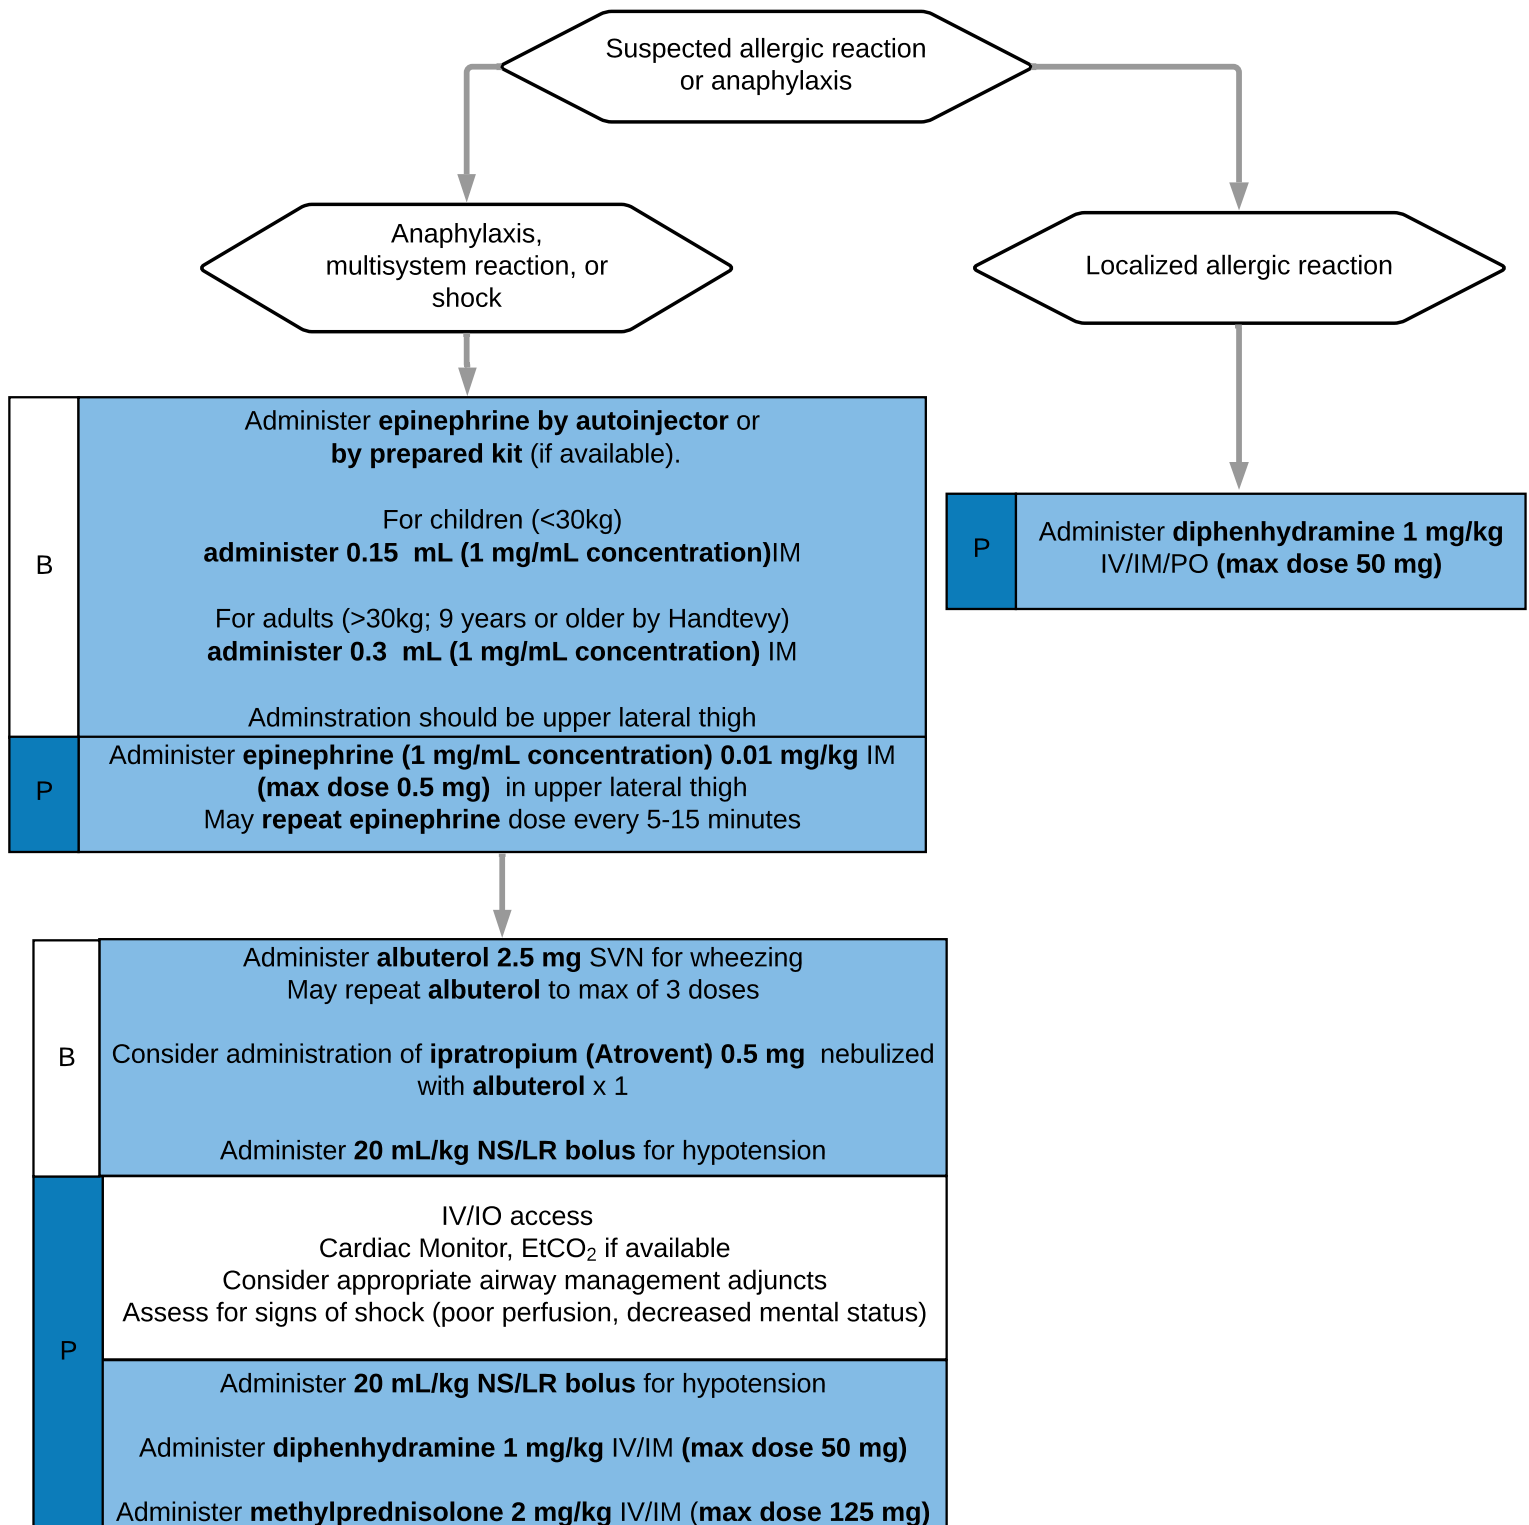 Suspected allergic reaction
or anaphylaxis
Anaphylaxis,
multisystem reaction, or
shock
Localized allergic reaction
B
Administer epinephrine by autoinjector or
by prepared kit (if available).
For children (<30kg)
administer 0.15 mL (1 mg/mL concentration)IM
For adults (>30kg; 9 years or older by Handtevy)
administer 0.3 mL (1 mg/mL concentration) IM
Adminstration should be upper lateral thigh
P
Administer epinephrine (1 mg/mL concentration) 0.01 mg/kg IM
(max dose 0.5 mg) in upper lateral thigh
May repeat epinephrine dose every 5-15 minutes
P
Administer diphenhydramine 1 mg/kg
IV/IM/PO (max dose 50 mg)
B
Administer albuterol 2.5 mg SVN for wheezing
May repeat albuterol to max of 3 doses
Consider administration of ipratropium (Atrovent) 0.5 mg nebulized
with albuterol x 1
Administer 20 mL/kg NS/LR bolus for hypotension
P
IV/IO access
Cardiac Monitor, EtCO₂ if available
Consider appropriate airway management adjuncts
Assess for signs of shock (poor perfusion, decreased mental status)
Administer 20 mL/kg NS/LR bolus for hypotension
Administer diphenhydramine 1 mg/kg IV/IM (max dose 50 mg)
Administer methylprednisolone 2 mg/kg IV/IM (max dose 125 mg)